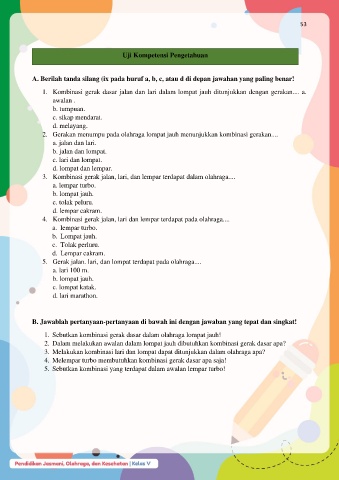 53
Uji Kompetensi Pengetahuan
A. Berilah tanda silang (ix pada huruf a, b, c, atau d di depan jawaban yang paling benar!
1. Kombinasi gerak dasar jalan dan lari dalam lompat jauh ditunjukkan dengan gerakan.... a.
awalan .
b. tumpuan.
c. sikap mendarat.
d. melayang.
2. Gerakan menumpu pada olahraga lompat jauh menunjukkan kombinasi gerakan....
a. jalan dan lari.
b. jalan dan lompat.
c. lari dan lompat.
d. lompat dan lempar.
3. Kombinasi gerak jalan, lari, dan lempar terdapat dalam olahraga....
a. lempar turbo.
b. lompat jauh.
c. tolak peluru.
d. lempar cakram.
4. Kombinasi gerak jalan, lari dan lempar terdapat pada olahraga....
a. lempar turbo.
b. Lompat jauh.
c. Tolak perluru.
d. Lempar cakram.
5. Gerak jalan, lari, dan lompat terdapat pada olahraga....
a. lari 100 m.
b. lompat jauh.
c. lompat katak.
d. lari marathon.
B. Jawablah pertanyaan-pertanyaan di bawah ini dengan jawaban yang tepat dan singkat!
1. Sebutkan kombinasi gerak dasar dalam olahraga lompat jauh!
2. Dalam melakukan awalan dalam lompat jauh dibutuhkan kombinasi gerak dasar apa?
3. Melakukan kombinasi lari dan lompat dapat ditunjukkan dalam olahraga apa?
4. Melempar turbo membutuhkan kombinasi gerak dasar apa saja!
5. Sebutkan kombinasi yang terdapat dalam awalan lempar turbo!
Pendidikan Jasmani, Olahraga, dan Kesehatan | Kelas V